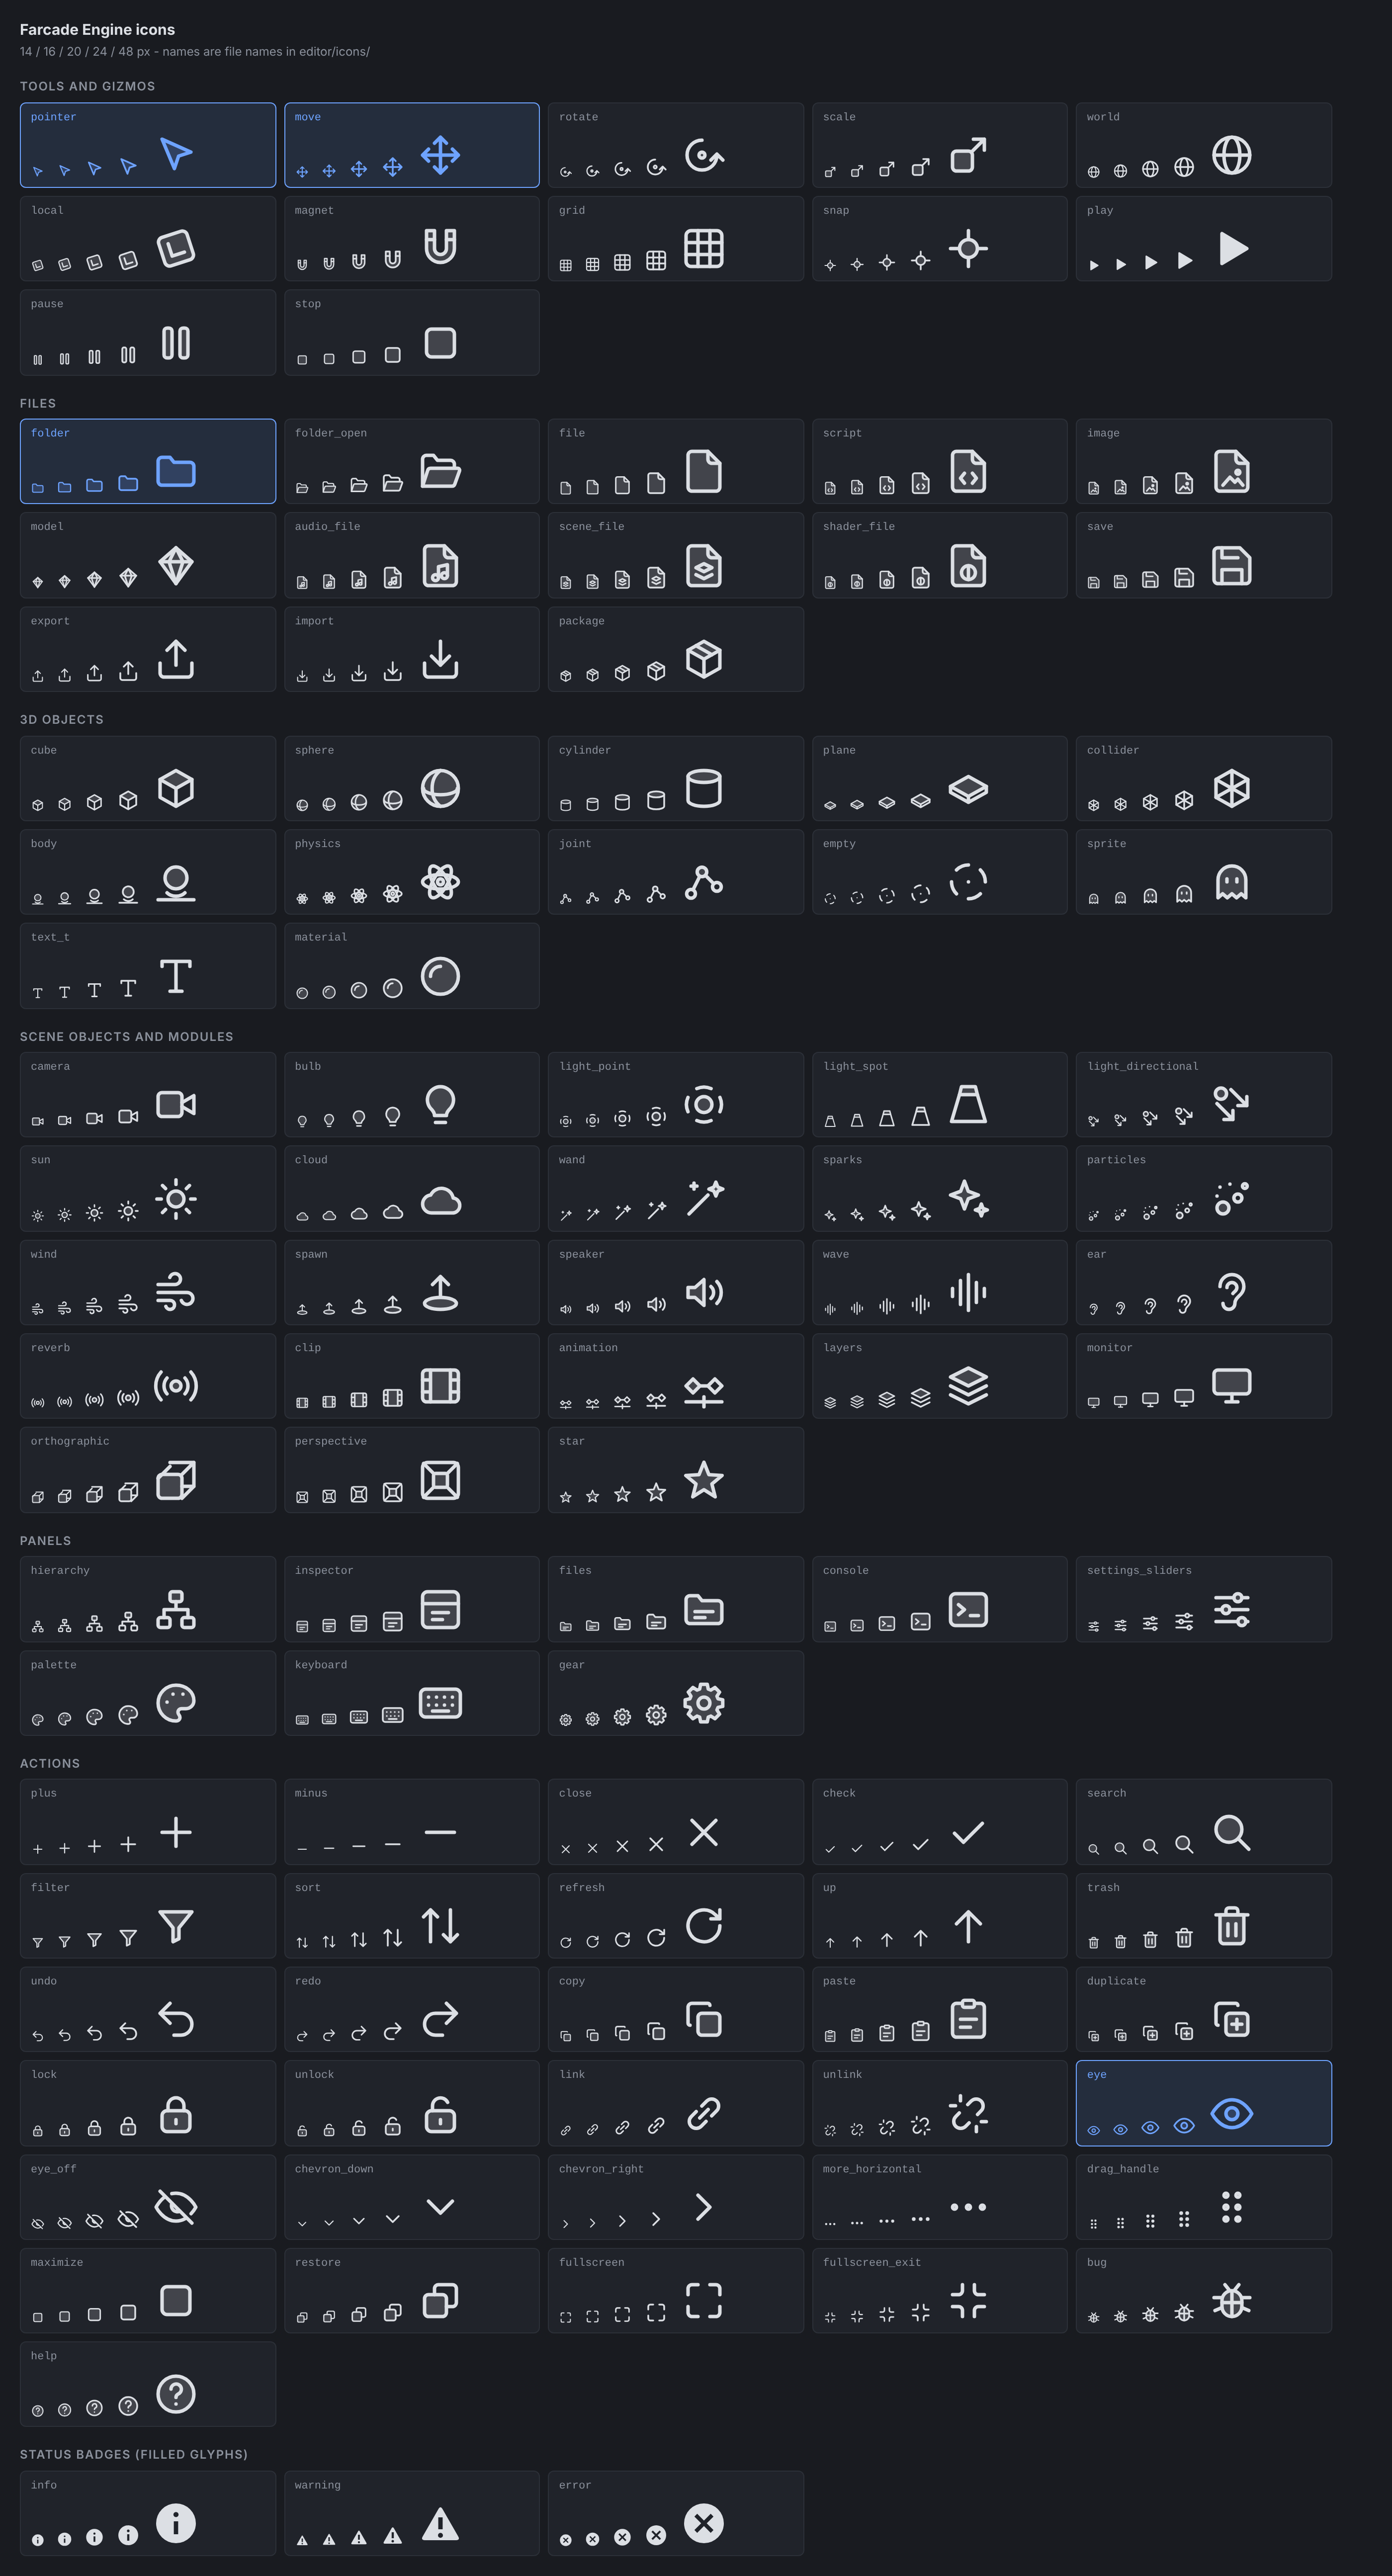 Farcade Engine icons
14 / 16 / 20 / 24 / 48 px - names are file names in editor/icons/
TOOLS AND GIZMOS
pointer move rotate scale world
local magnet grid snap play
pause stop
FILES
folder folder_open file script image
model audio_file scene_file shader_file save
export import package
3D OBJECTS
cube sphere cylinder plane collider
body physics joint empty sprite
text_t material
SCENE OBJECTS AND MODULES
camera bulb light_point light_spot light_directional
sun cloud wand sparks particles
wind spawn speaker wave ear
reverb clip animation layers monitor
orthographic perspective star
PANELS
hierarchy inspector files console settings_sliders
palette keyboard gear
ACTIONS
plus minus close check search
filter sort refresh up trash
undo redo copy paste duplicate
lock unlock link unlink eye
eye_off chevron_down chevron_right more_horizontal drag_handle
maximize restore fullscreen fullscreen_exit bug
help
STATUS BADGES (FILLED GLYPHS)
info warning error